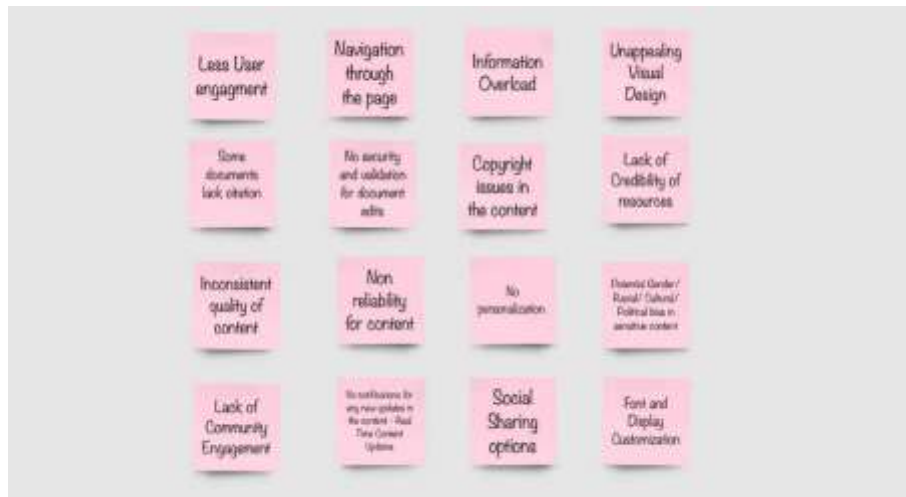 Less User
engagment
Navigation
through
the page
Information
Overload
Unappealing
Visual
Design
Some
documents
lack citation
No security
and validation
for document
edits
Copyright
issues in
the content
Lack of
Credibility of
resources
Inconsistent
quality of
content
Non
reliability
for content
No
personalization
Potential Gender/
Racial/ Cultural/
Political bias in
sensitive content
Lack of
Community
Engagement
No notifications for
any new updates in
the content - Real
Time Content
Updates
Social
Sharing
options
Font and
Display
Customization